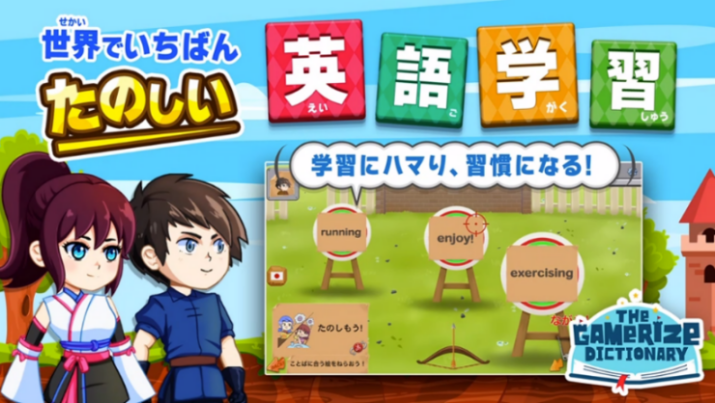 せかい
世界でいちばん
たのしい
英語学習
えい
ご
がく
しゅう
学習にハマり、習慣になる!
running
enjoy!
exercising
たのしもう!
ことばに合う絵をねらおう!
THE
GAMERIZE
DICTIONARY